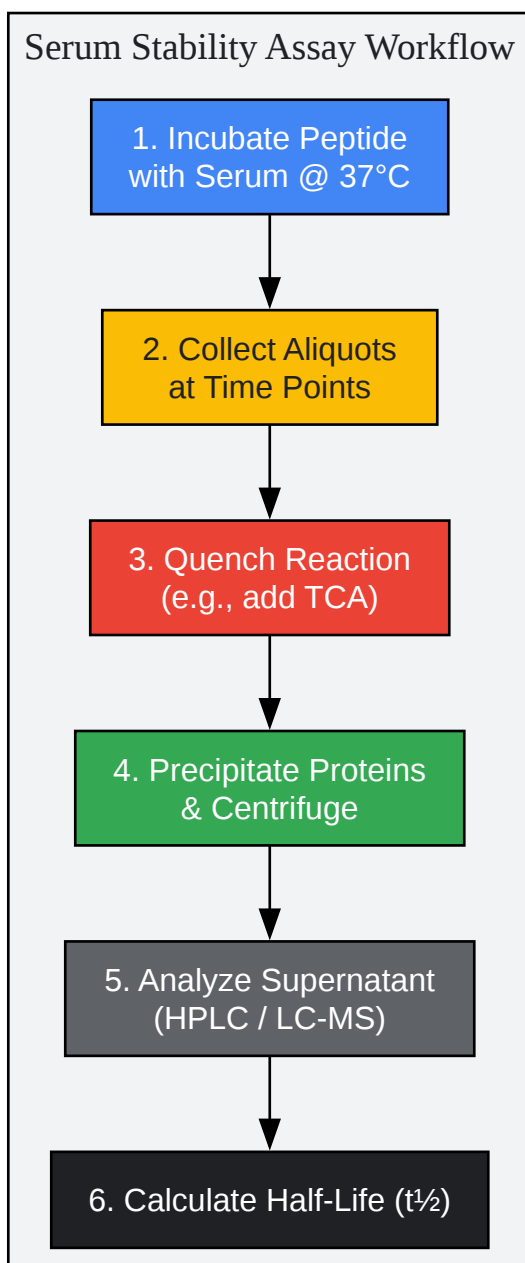 Serum Stability Assay Workflow
1. Incubate Peptide
with Serum @ 37°C
2. Collect Aliquots
at Time Points
3. Quench Reaction
(e.g., add TCA)
4. Precipitate Proteins
& Centrifuge
5. Analyze Supernatant
(HPLC / LC-MS)
6. Calculate Half-Life (t½)